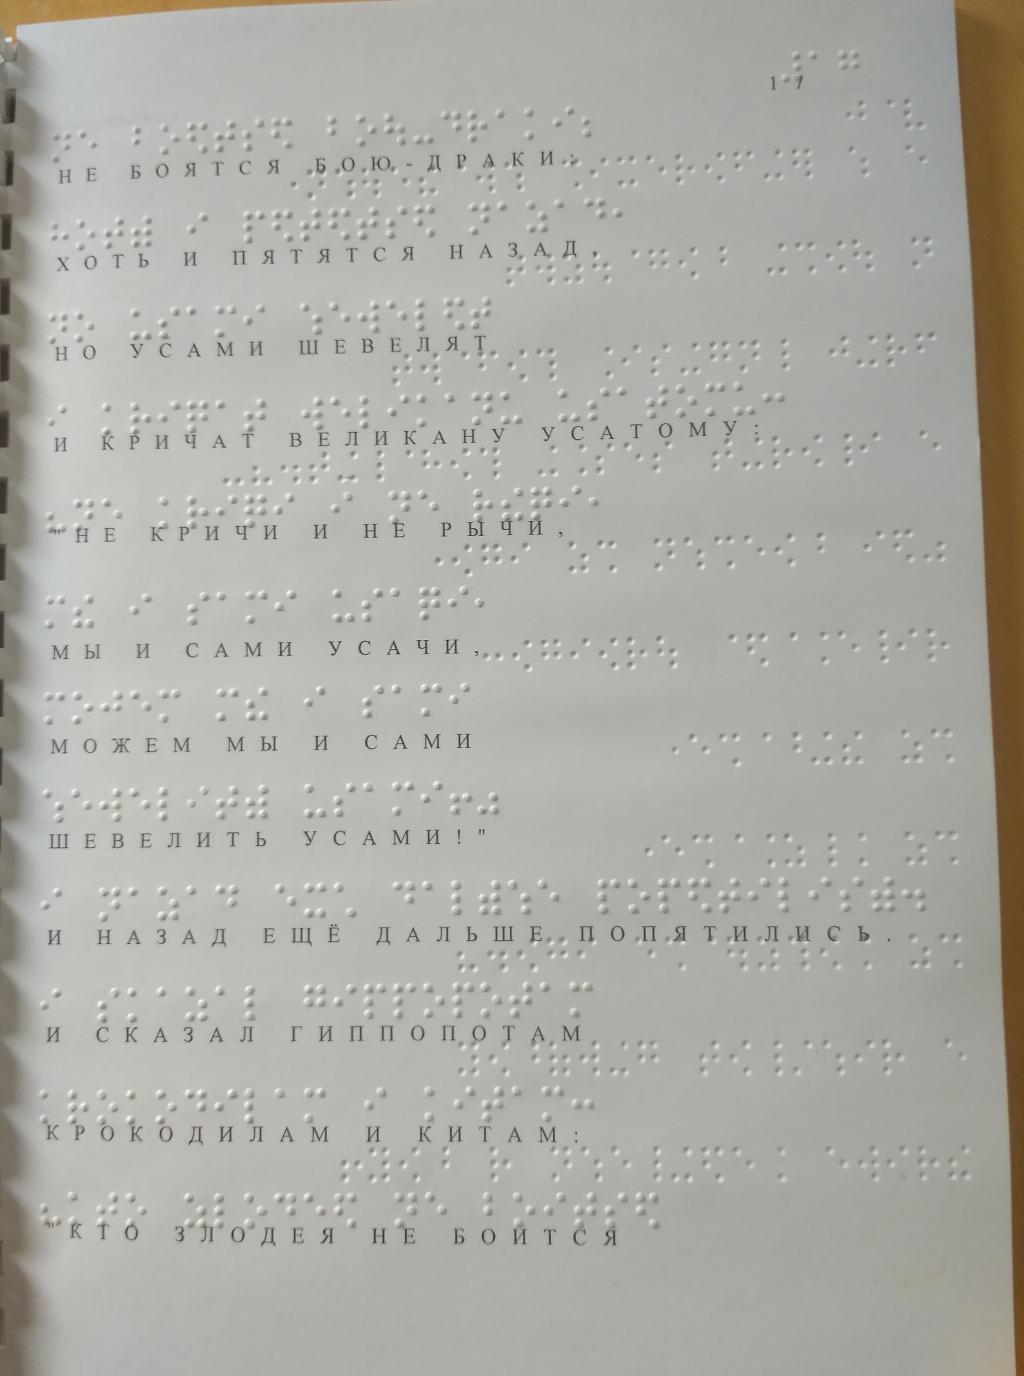 17
НЕ БОЯТСЯ БОЮ-ДРАКИ:
ХОТЬ И ПЯТЯТСЯ НАЗАД,
НО УСАМИ ШЕВЕЛЯТ
И КРИЧАТ ВЕЛИКАНУ УСАТОМУ:
"НЕ КРИЧИ И НЕ РЫЧИ,
МЫ И САМИ УСАЧИ,
МОЖЕМ МЫ И САМИ
ШЕВЕЛИТЬ УСАМИ!"
И НАЗАД ЕЩЁ ДАЛЬШЕ ПОПЯТИЛИСЬ.
И СКАЗАЛ ГИППОПОТАМ
КРОКОДИЛАМ И КИТАМ:
"КТО ЗЛОДЕЯ НЕ БОИТСЯ